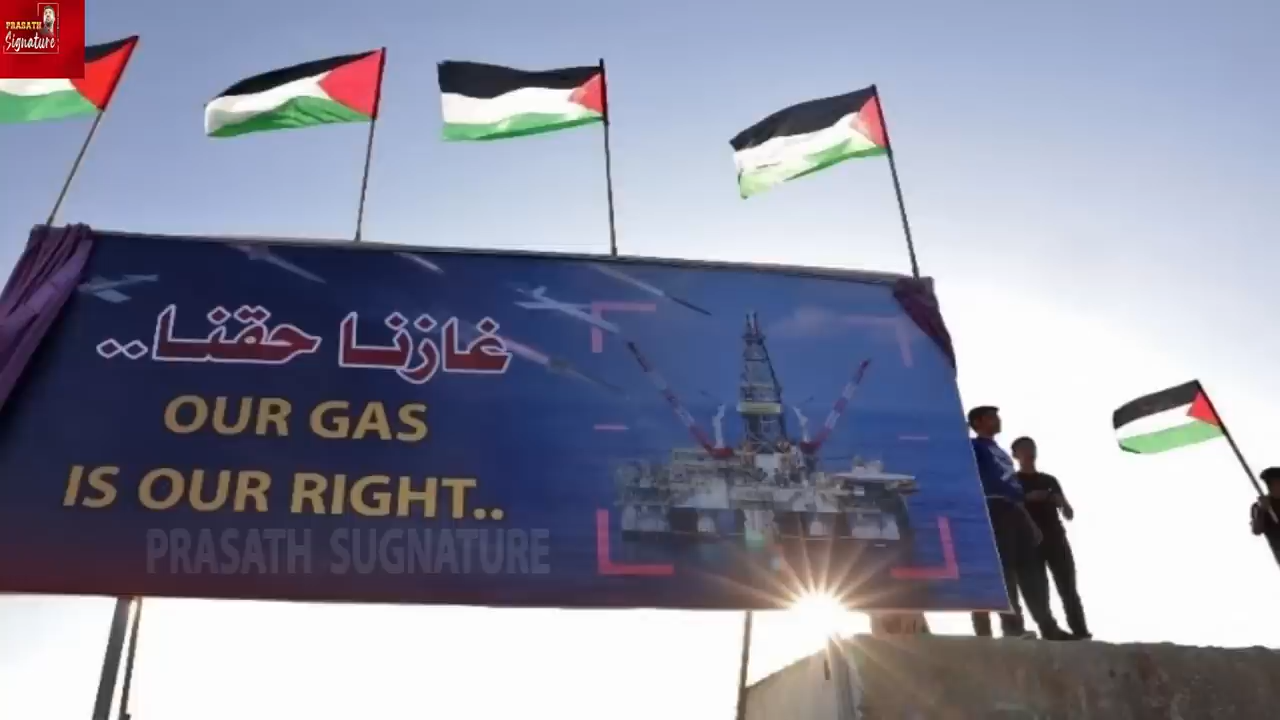 PRASATH
Signature
غازنا حقنا..
OUR GAS
IS OUR RIGHT..
PRASATH SUGNATURE